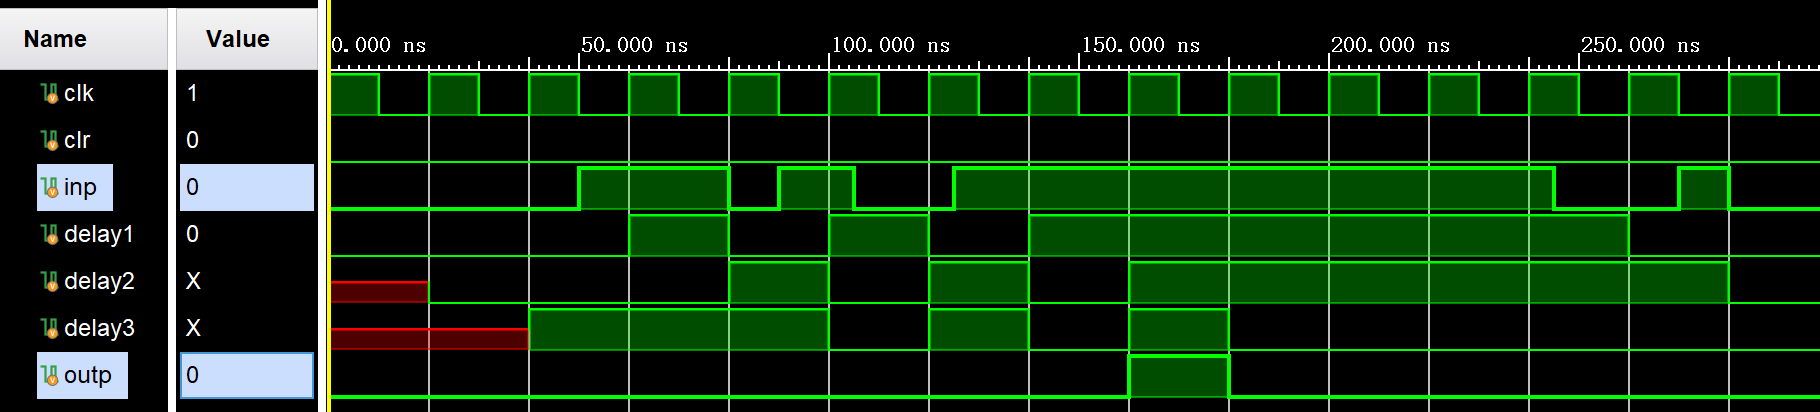 Name Value 0.000 ns 50.000 ns 100.000 ns 150.000 ns 200.000 ns 250.000 ns
clk 1
clr 0
inp 0
delay1 0
delay2 X
delay3 X
outp 0